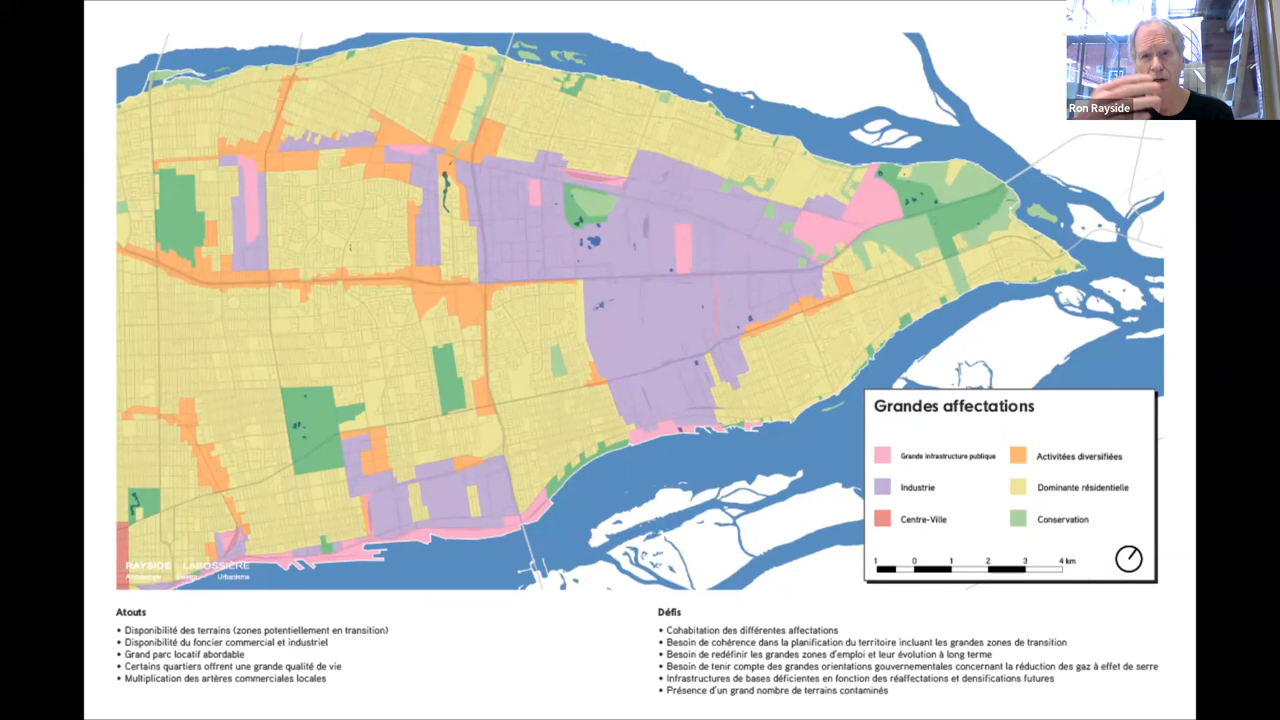 Ron Rayside
Grandes affectations
Grande infrastructure publique
Activitées diversifiées
Industrie
Dominante résidentielle
Centre-Ville
Conservation
1 0 1 2 3 4 km
RAYSIDE LABOSSIÈRE
Architecture Design Urbanisme
Atouts
• Disponibilité des terrains (zones potentiellement en transition)
• Disponibilité du foncier commercial et industriel
• Grand parc locatif abordable
• Certains quartiers offrent une grande qualité de vie
• Multiplication des artères commerciales locales
Défis
• Cohabitation des différentes affectations
• Besoin de cohérence dans la planification du territoire incluant les grandes zones de transition
• Besoin de redéfinir les grandes zones d'emploi et leur évolution à long terme
• Besoin de tenir compte des grandes orientations gouvernementales concernant la réduction des gaz à effet de serre
• Infrastructures de bases déficientes en fonction des réaffectations et densifications futures
• Présence d'un grand nombre de terrains contaminés